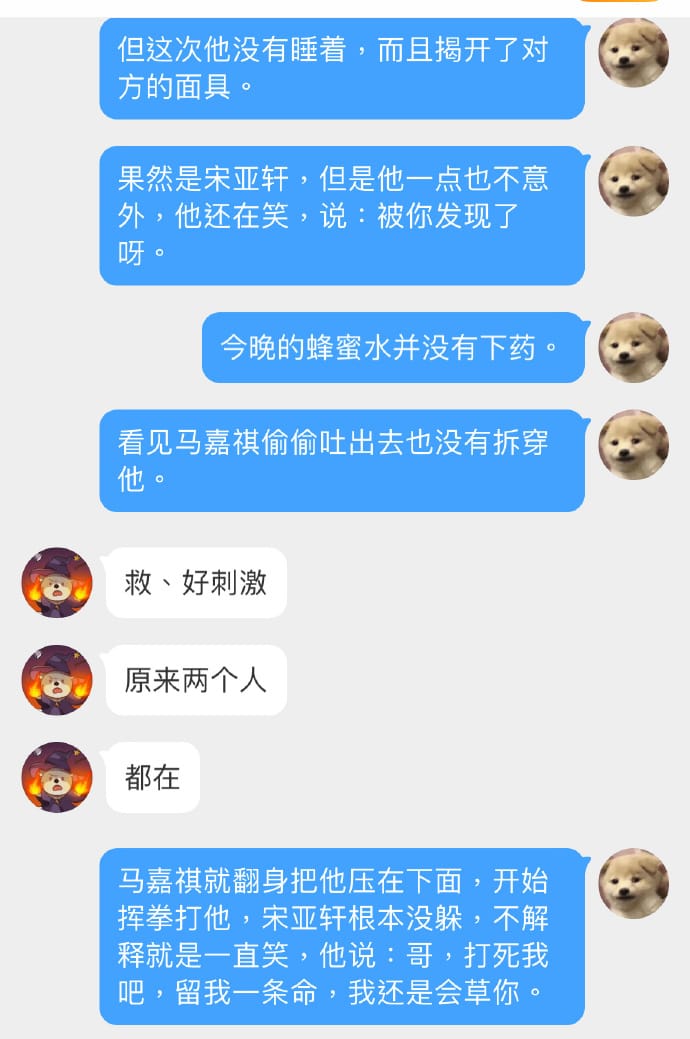 但这次他没有睡着，而且揭开了对
方的面具。
果然是宋亚轩，但是他一点也不意
外，他还在笑，说：被你发现了
呀。
今晚的蜂蜜水并没有下药。
看见马嘉祺偷偷吐出去也没有拆穿
他。
救、好刺激
原来两个人
都在
马嘉祺就翻身把他压在下面，开始
挥拳打他，宋亚轩根本没躲，不解
释就是一直笑，他说：哥，打死我
吧，留我一条命，我还是会草你。